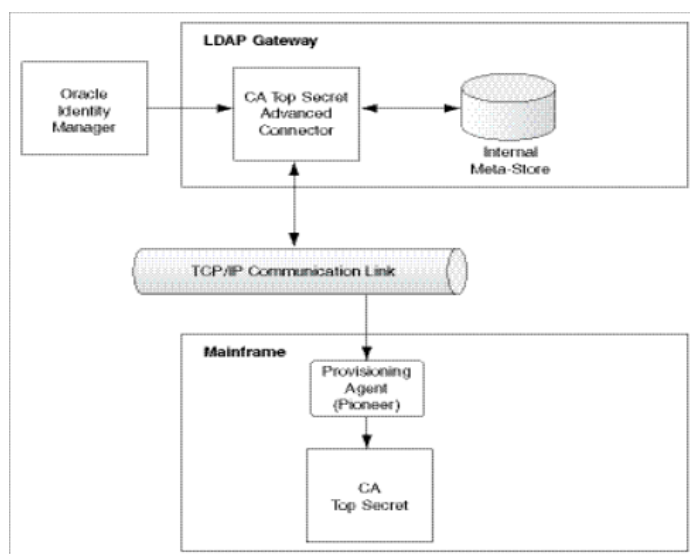 LDAP Gateway
Oracle
Identity
Manager
CA Top Secret
Advanced
Connector
Internal
Meta-Store
TCP/IP Communication Link
Mainframe
Provisioning
Agent
(Pioneer)
CA
Top Secret